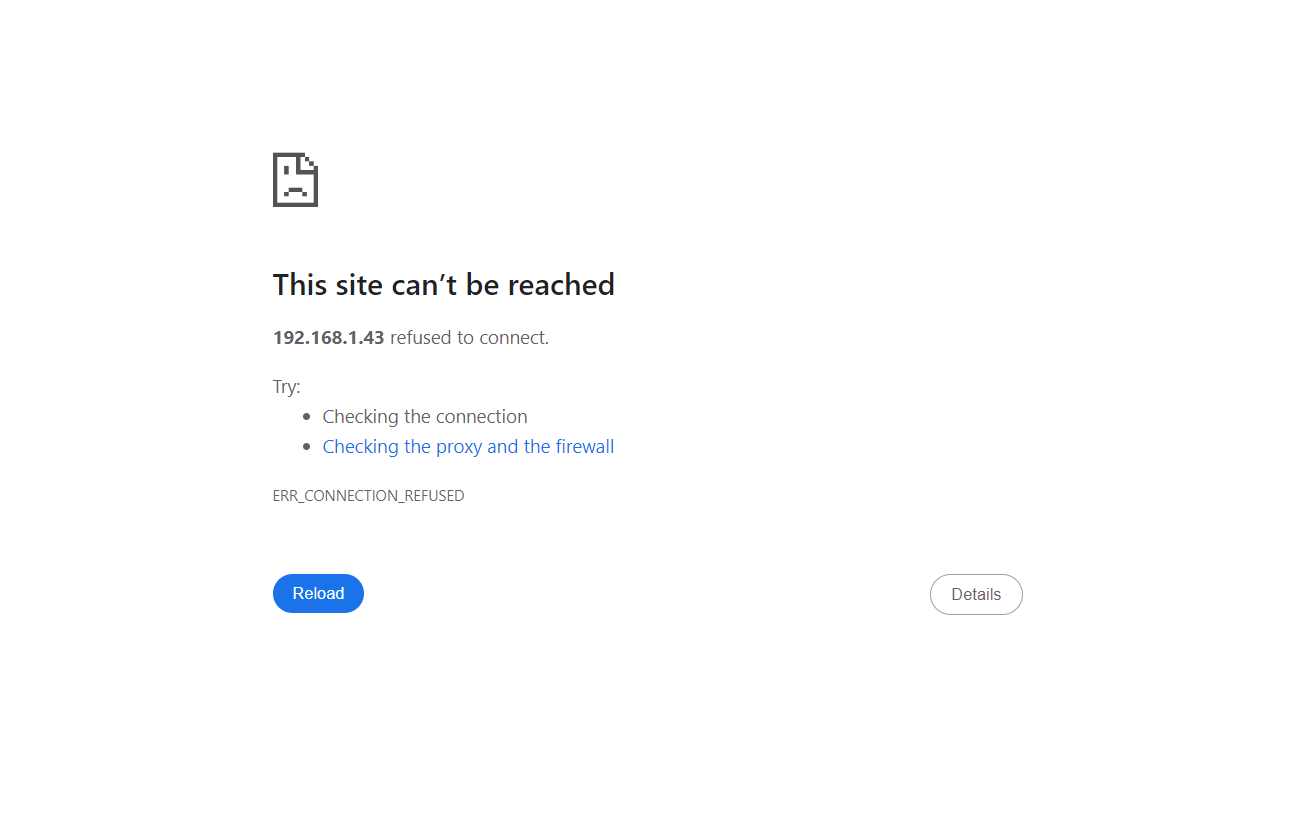 This site can’t be reached
192.168.1.43 refused to connect.
Try:
Checking the connection
Checking the proxy and the firewall
ERR_CONNECTION_REFUSED
Reload
Details